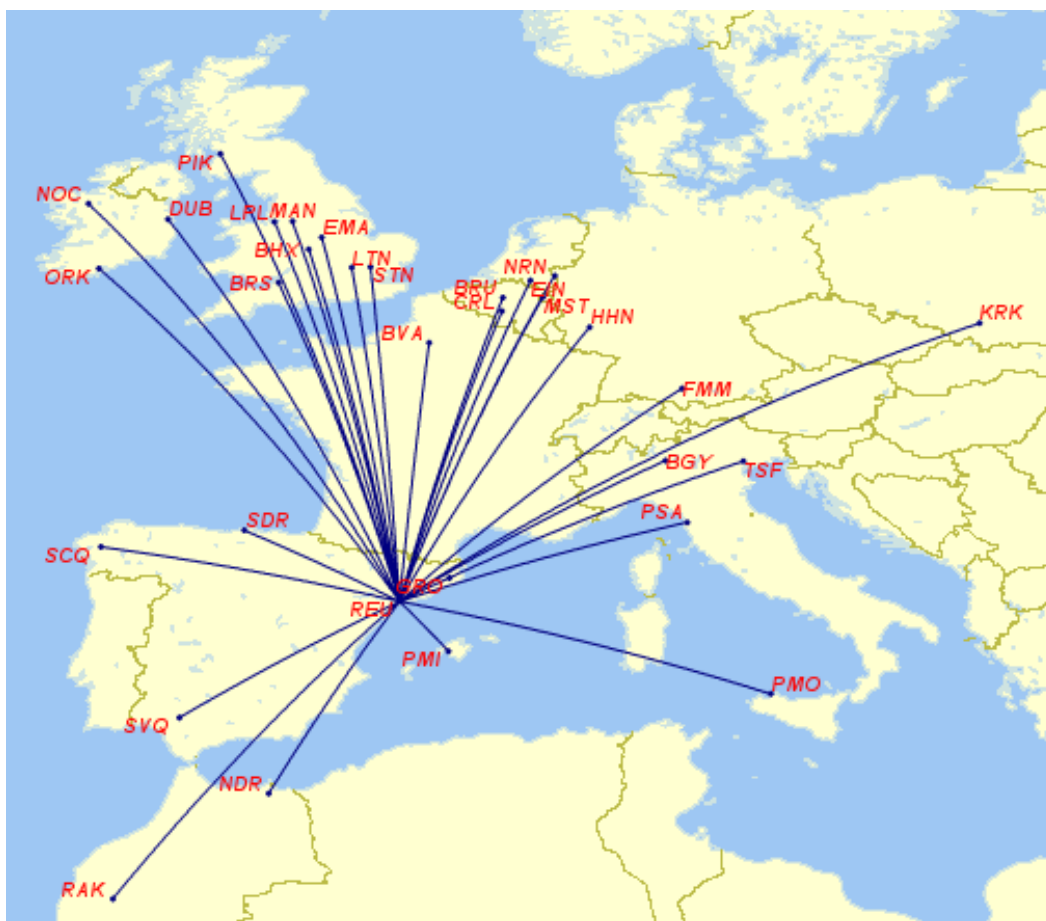 PIK
NOC
DUB
LPL
MAN
EMA
BHX
LTN
STN
ORK
BRS
NRN
BRU
EIN
CRL
MST
HHN
KRK
BVA
FMM
BGY
TSF
PSA
SDR
SCQ
GRO
REU
PMI
PMO
SVQ
NDR
RAK